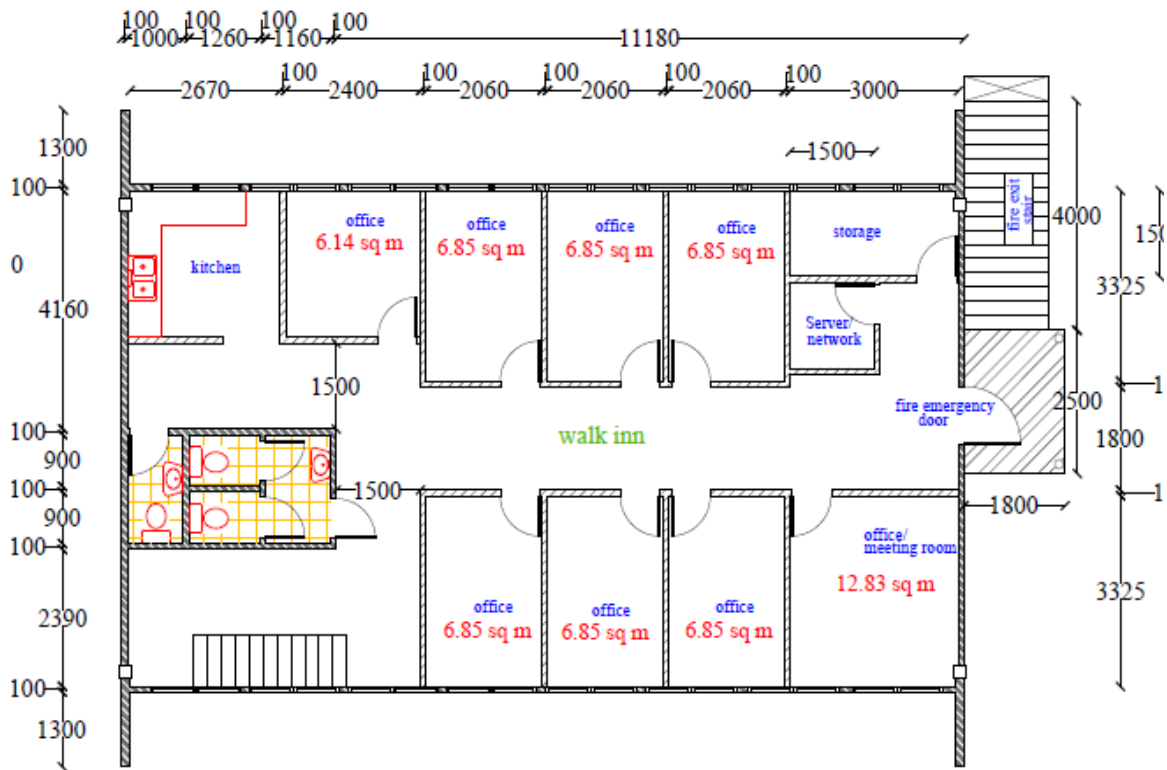 100 100 100 100
1000 1260 1160 11180
100 100 100 100 100
2670 2400 2060 2060 2060 3000
1300
1500
100
office
6.14 sq m
office
6.85 sq m
office
6.85 sq m
office
6.85 sq m
storage
fire exit
stair
4000
150
0
kitchen
3325
4160
Server/
network
1500
fire emergency
door
2500
1
100
walk inn
1800
900
100
1500
1
1800
900
office/
meeting room
100
12.83 sq m
3325
2390
office
6.85 sq m
office
6.85 sq m
office
6.85 sq m
100
1300